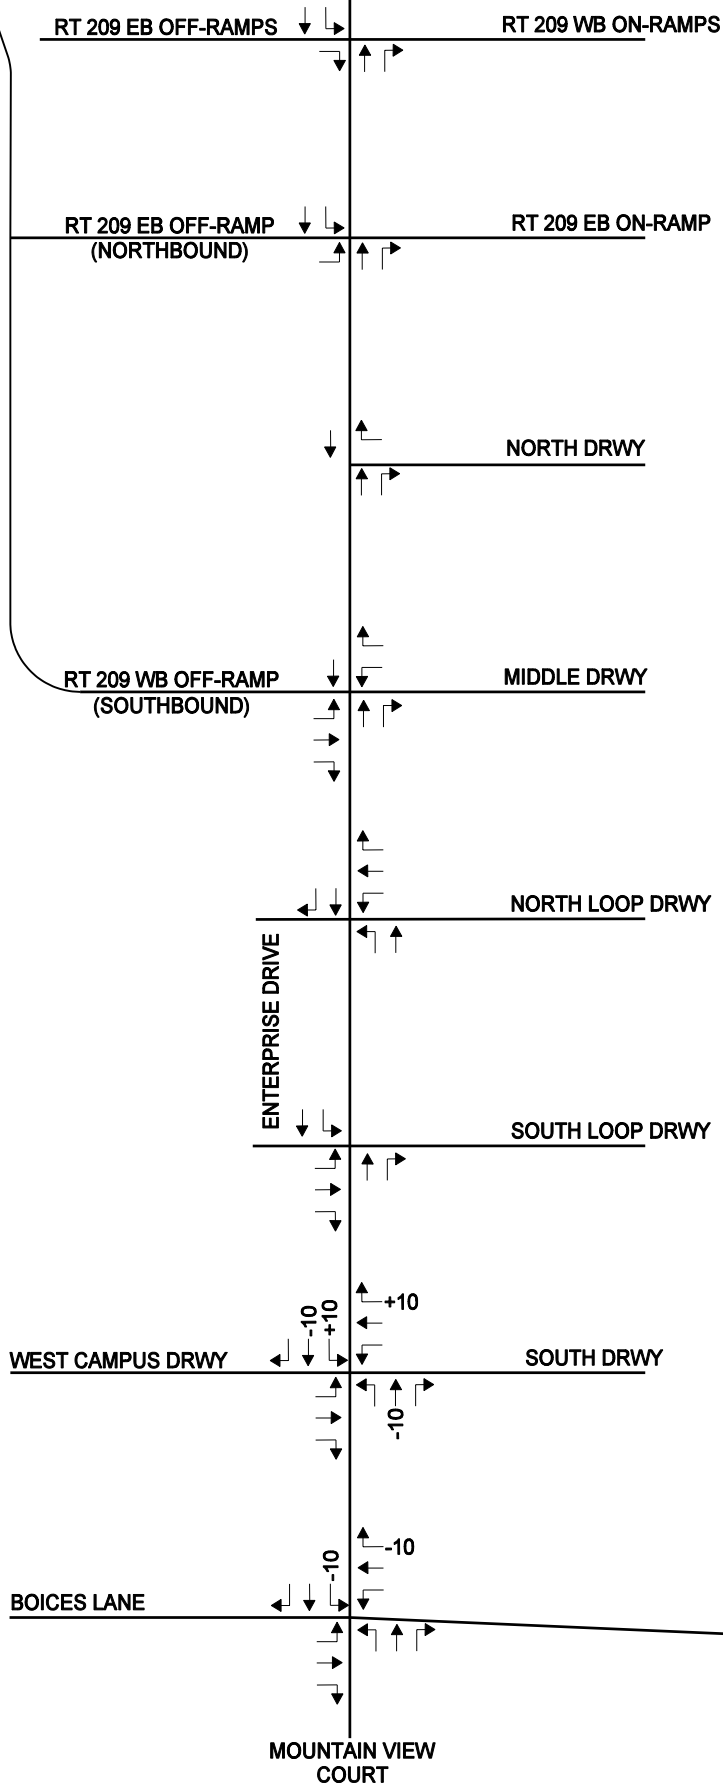 RT 209 EB OFF-RAMPS
RT 209 WB ON-RAMPS
RT 209 EB OFF-RAMP
(NORTHBOUND)
RT 209 EB ON-RAMP
NORTH DRWY
RT 209 WB OFF-RAMP
(SOUTHBOUND)
MIDDLE DRWY
NORTH LOOP DRWY
ENTERPRISE DRIVE
SOUTH LOOP DRWY
-10
+10
+10
WEST CAMPUS DRWY
SOUTH DRWY
-10
-10
-10
BOICES LANE
MOUNTAIN VIEW
COURT